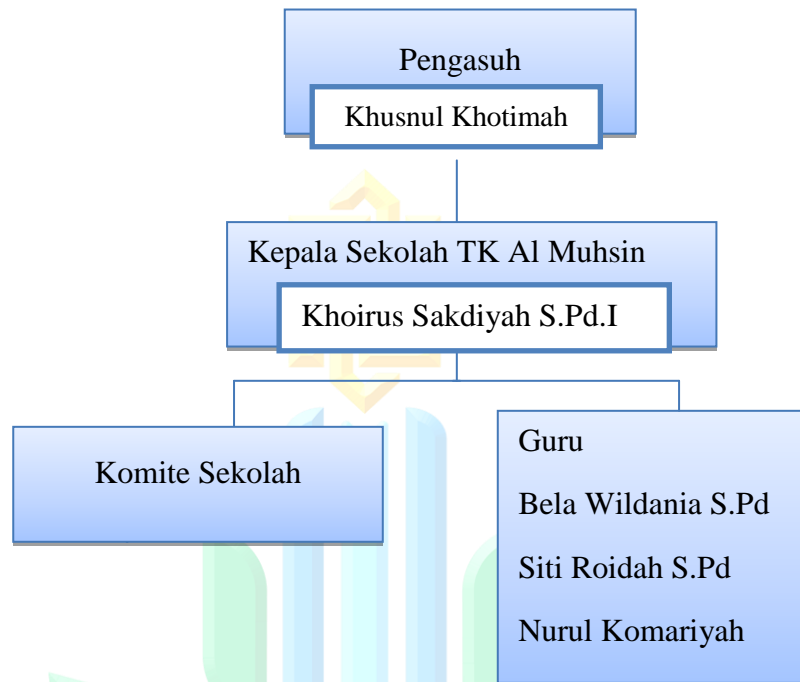 Pengasuh
Khusnul Khotimah
Kepala Sekolah TK Al Muhsin
Khoirus Sakdiyah S.Pd.I
Komite Sekolah
Guru
Bela Wildania S.Pd
Siti Roidah S.Pd
Nurul Komariyah